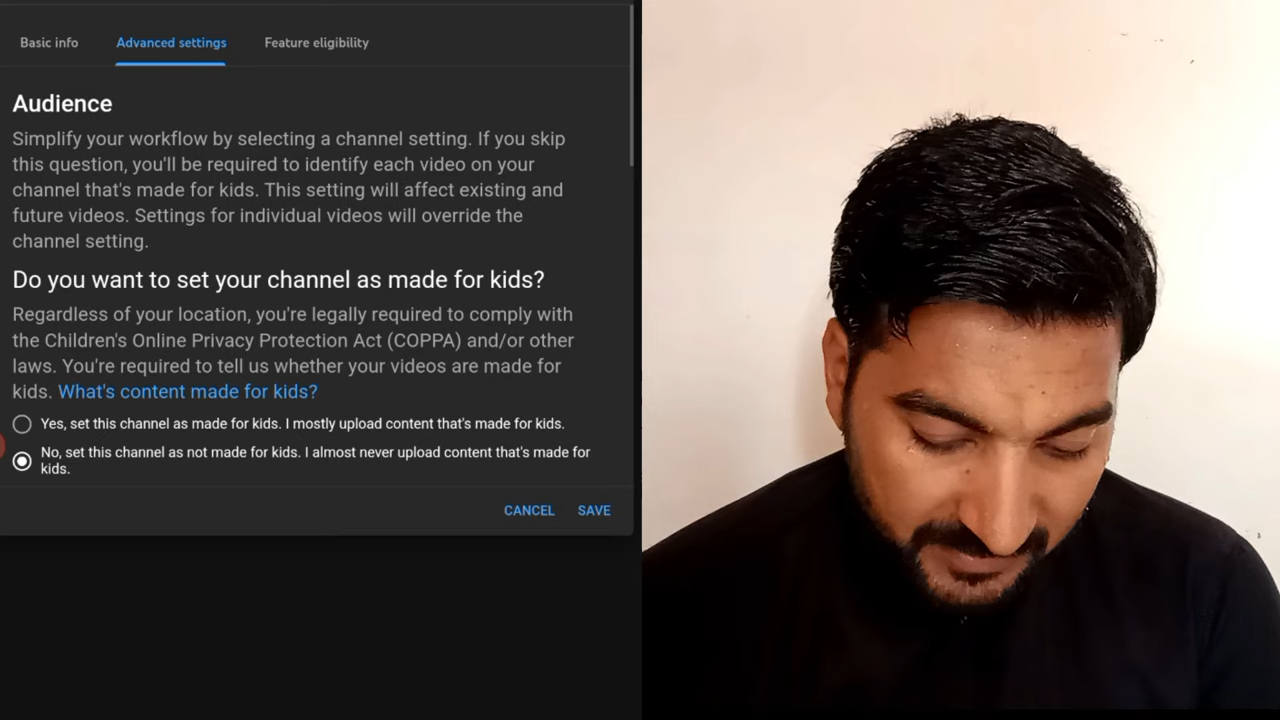 Basic info
Advanced settings
Feature eligibility
Audience
Simplify your workflow by selecting a channel setting. If you skip
this question, you'll be required to identify each video on your
channel that's made for kids. This setting will affect existing and
future videos. Settings for individual videos will override the
channel setting.
Do you want to set your channel as made for kids?
Regardless of your location, you're legally required to comply with
the Children's Online Privacy Protection Act (COPPA) and/or other
laws. You're required to tell us whether your videos are made for
kids. What's content made for kids?
Yes, set this channel as made for kids. I mostly upload content that's made for kids.
No, set this channel as not made for kids. I almost never upload content that's made for
kids.
CANCEL
SAVE